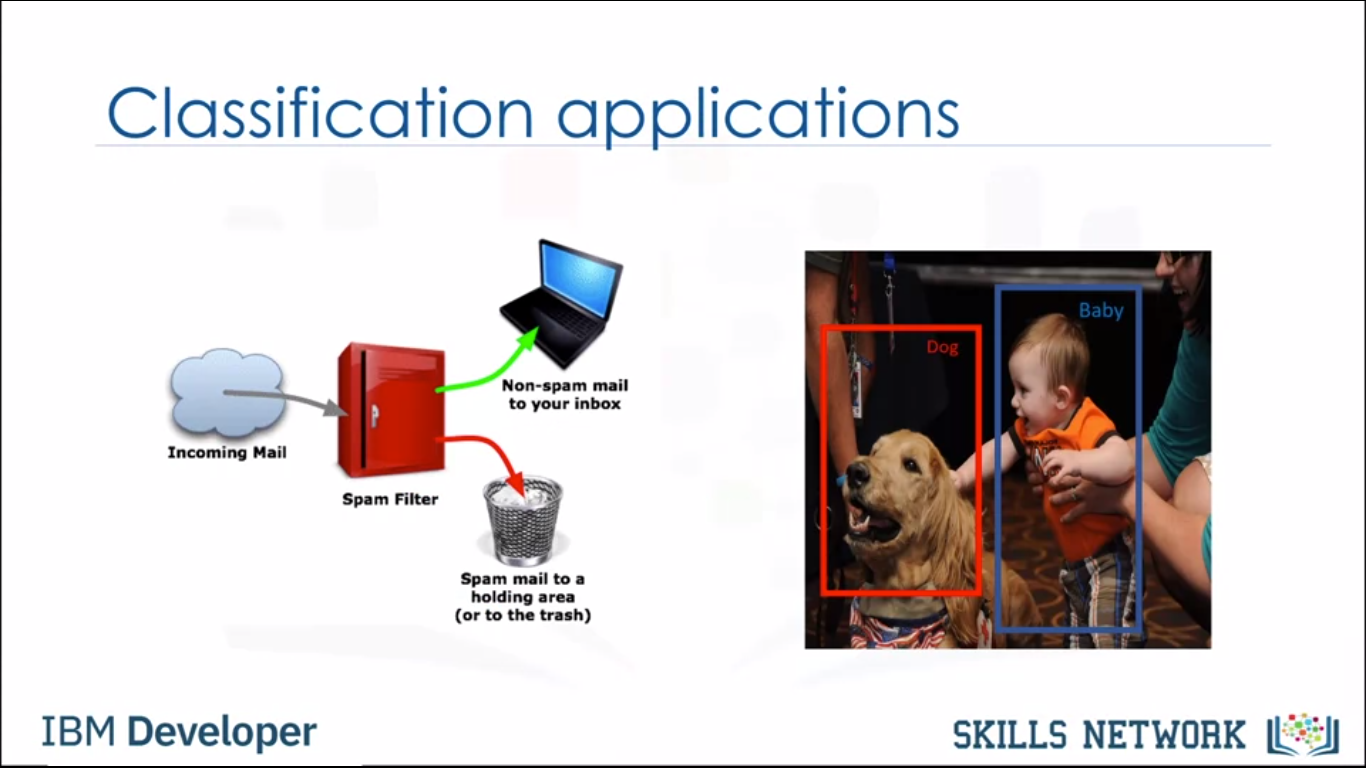 Classification applications
Incoming Mail
Spam Filter
Non-spam mail
to your inbox
Spam mail to a
holding area
(or to the trash)
Dog
Baby
IBM Developer
SKILLS NETWORK